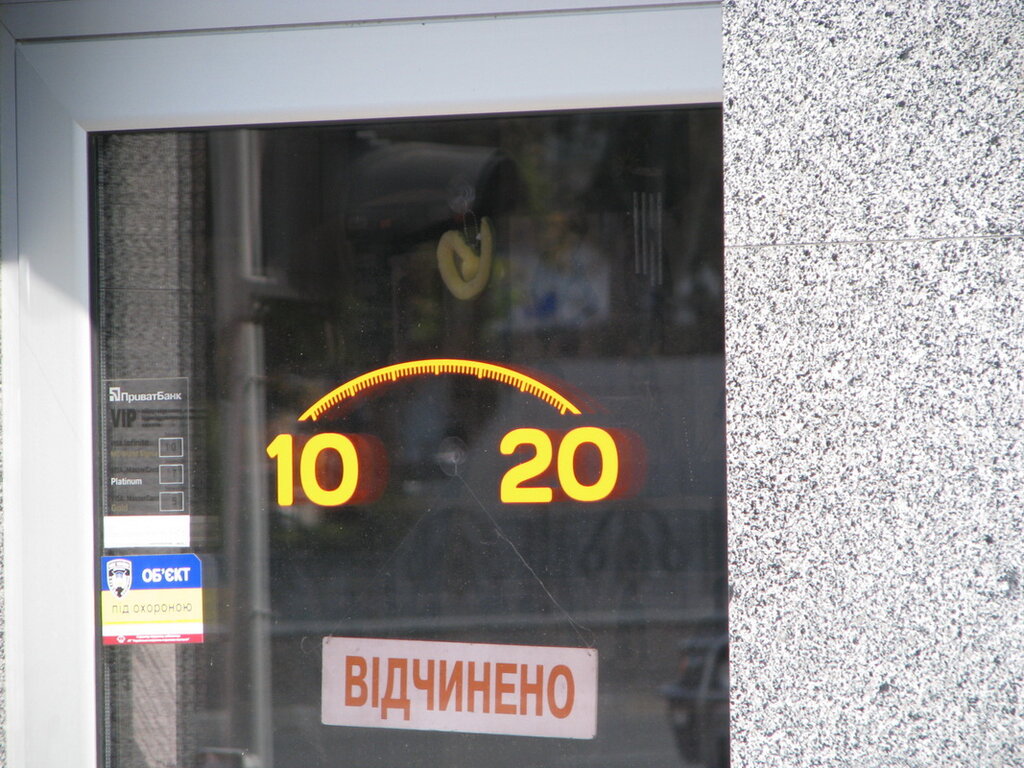 10 20
ПриватБанк
VIP
Platinum
ОБ'ЄКТ
під охороною
ВІДЧИНЕНО